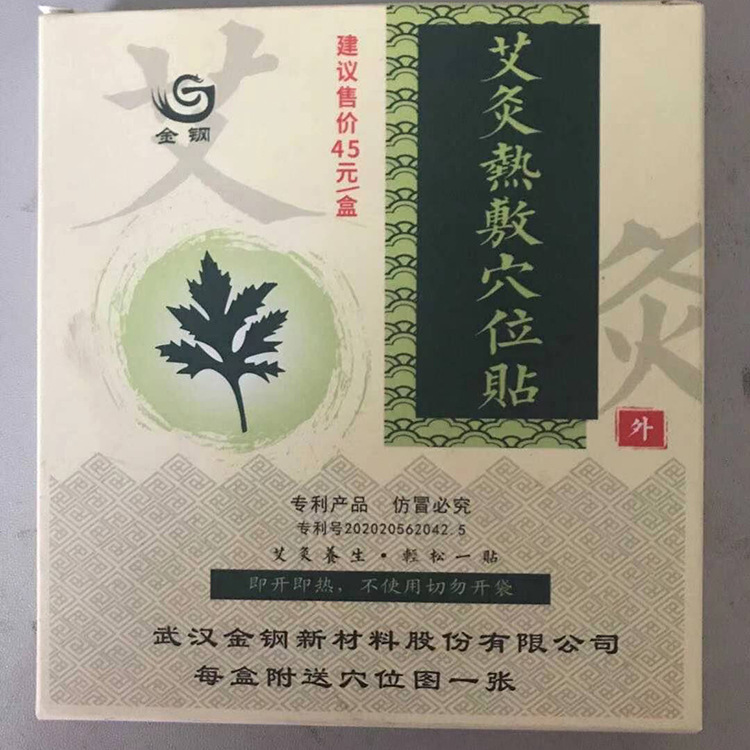 艾灸
金钢
建议售价45元/盒
艾灸熱敷穴位貼
外
专利产品 仿冒必究
专利号202020562042.5
艾灸養生·輕松一貼
即开即热，不使用切勿开袋
武汉金钢新材料股份有限公司
每盒附送穴位图一张